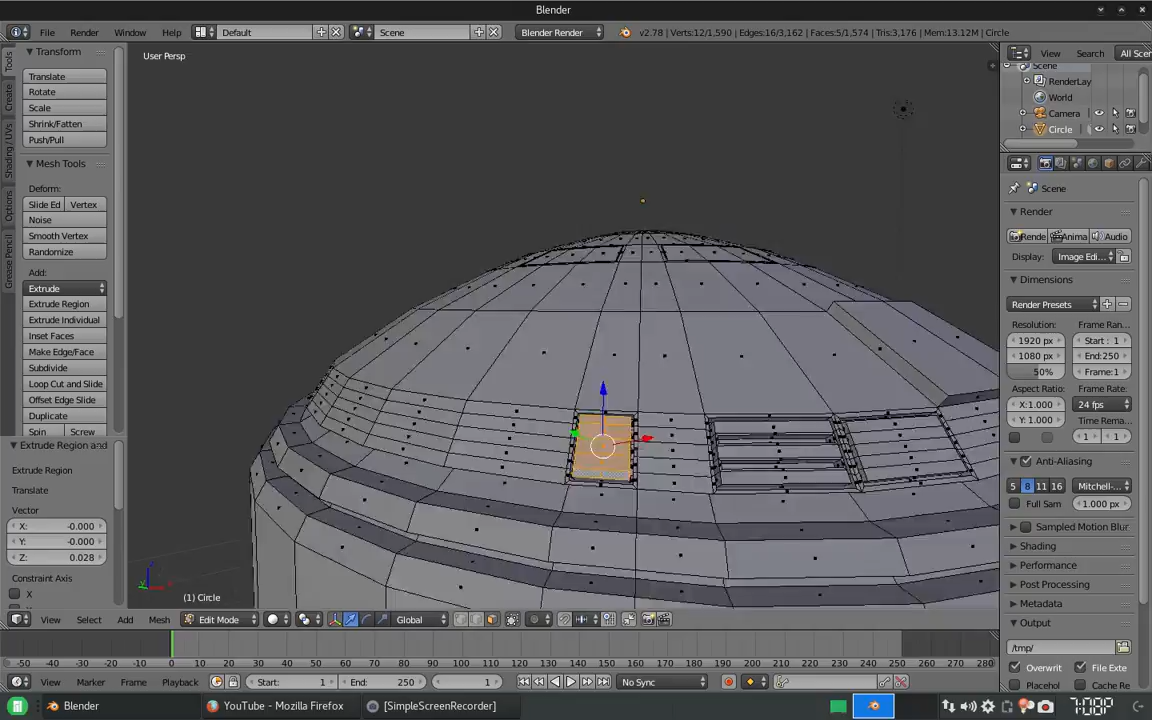 Blender
File Render Window Help Default Scene Blender Render v2.78 | Verts:12/1,590 | Edges:16/3,162 | Faces:5/1,574 | Tris:3,176 | Mem:13.12M | Circle
Tools
Create
Shading / UVs
Options
Grease Pencil
Transform
Translate
Rotate
Scale
Shrink/Fatten
Push/Pull
Mesh Tools
Deform:
Slide Ed Vertex
Noise
Smooth Vertex
Randomize
Add:
Extrude
Extrude Region
Extrude Individual
Inset Faces
Make Edge/Face
Subdivide
Loop Cut and Slide
Offset Edge Slide
Duplicate
Spin Screw
Extrude Region and
Extrude Region
Translate
Vector
X: -0.000
Y: -0.000
Z: 0.028
Constraint Axis
X
User Persp
(1) Circle
View Search All Scen
Scene
RenderLay
World
Camera
Circle
Scene
Render
Rende Anima Audio
Display: Image Edi...
Dimensions
Render Presets
Resolution: Frame Ran...
1920 px Start : 1
1080 px End:250
50% Frame:1
Aspect Ratio: Frame Rate:
X:1.000 24 fps
Y: 1.000 Time Rema...
1 1
Anti-Aliasing
5 8 11 16 Mitchell-...
Full Sam 1.000 px
Sampled Motion Blur
Shading
Performance
Post Processing
Metadata
Output
/tmp/
Overwrit File Exte
Placehol Cache Re
View Select Add Mesh Edit Mode Global
-50 -40 -30 -20 -10 0 10 20 30 40 50 60 70 80 90 100 110 120 130 140 150 160 170 180 190 200 210 220 230 240 250 260 270 280
View Marker Frame Playback Start: 1 End: 250 1 No Sync
Blender YouTube - Mozilla Firefox [SimpleScreenRecorder] 7:08P